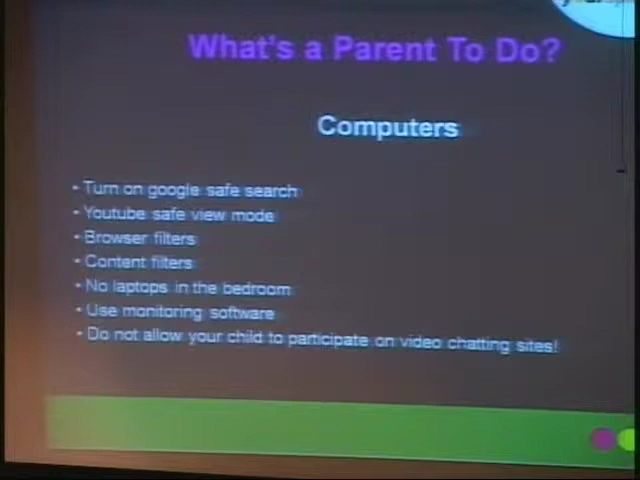 What's a Parent To Do?
Computers
• Turn on google safe search
• Youtube safe view mode
• Browser filters
• Content filters
• No laptops in the bedroom
• Use monitoring software
• Do not allow your child to participate on video chatting sites!